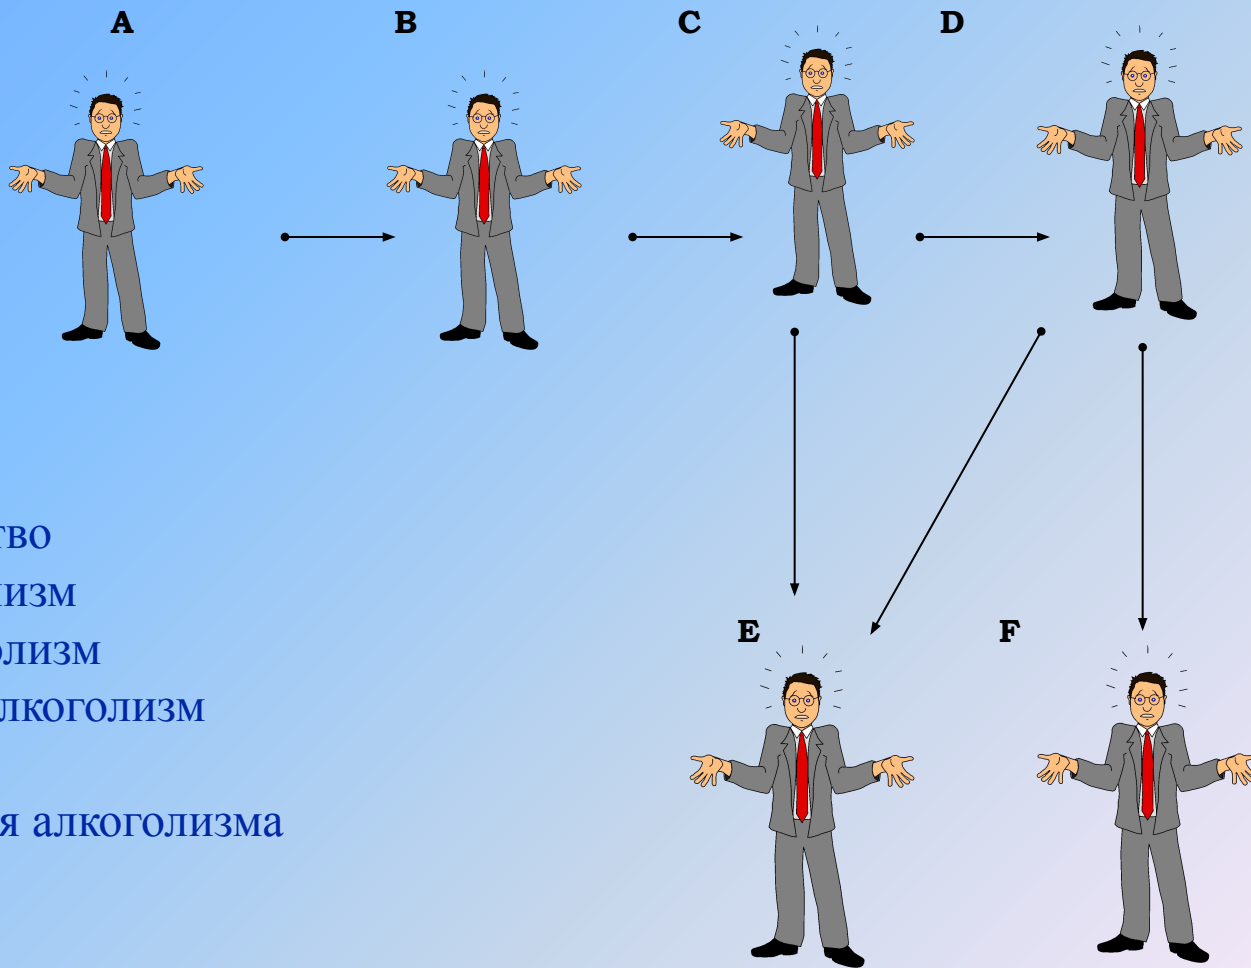 A B C D
тво
изм
олизм
лкоголизм
E F
я алкоголизма